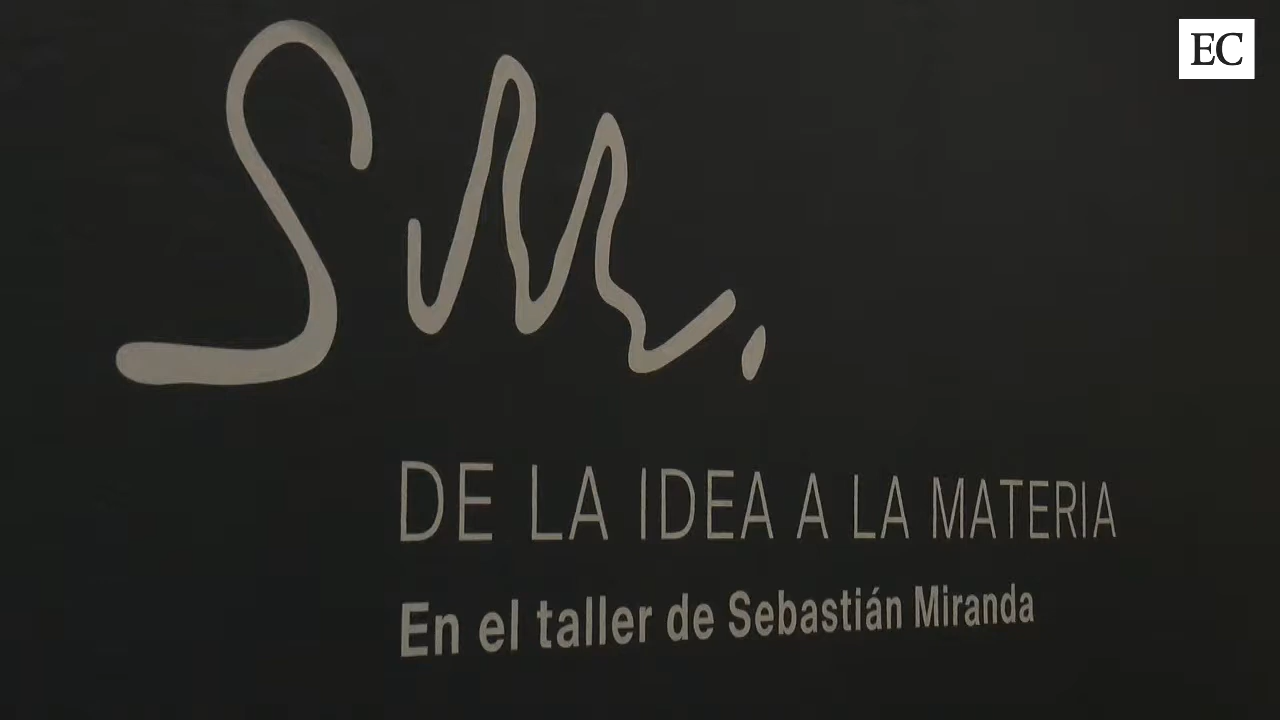 EC
SM.
DE LA IDEA A LA MATERIA
En el taller de Sebastián Miranda